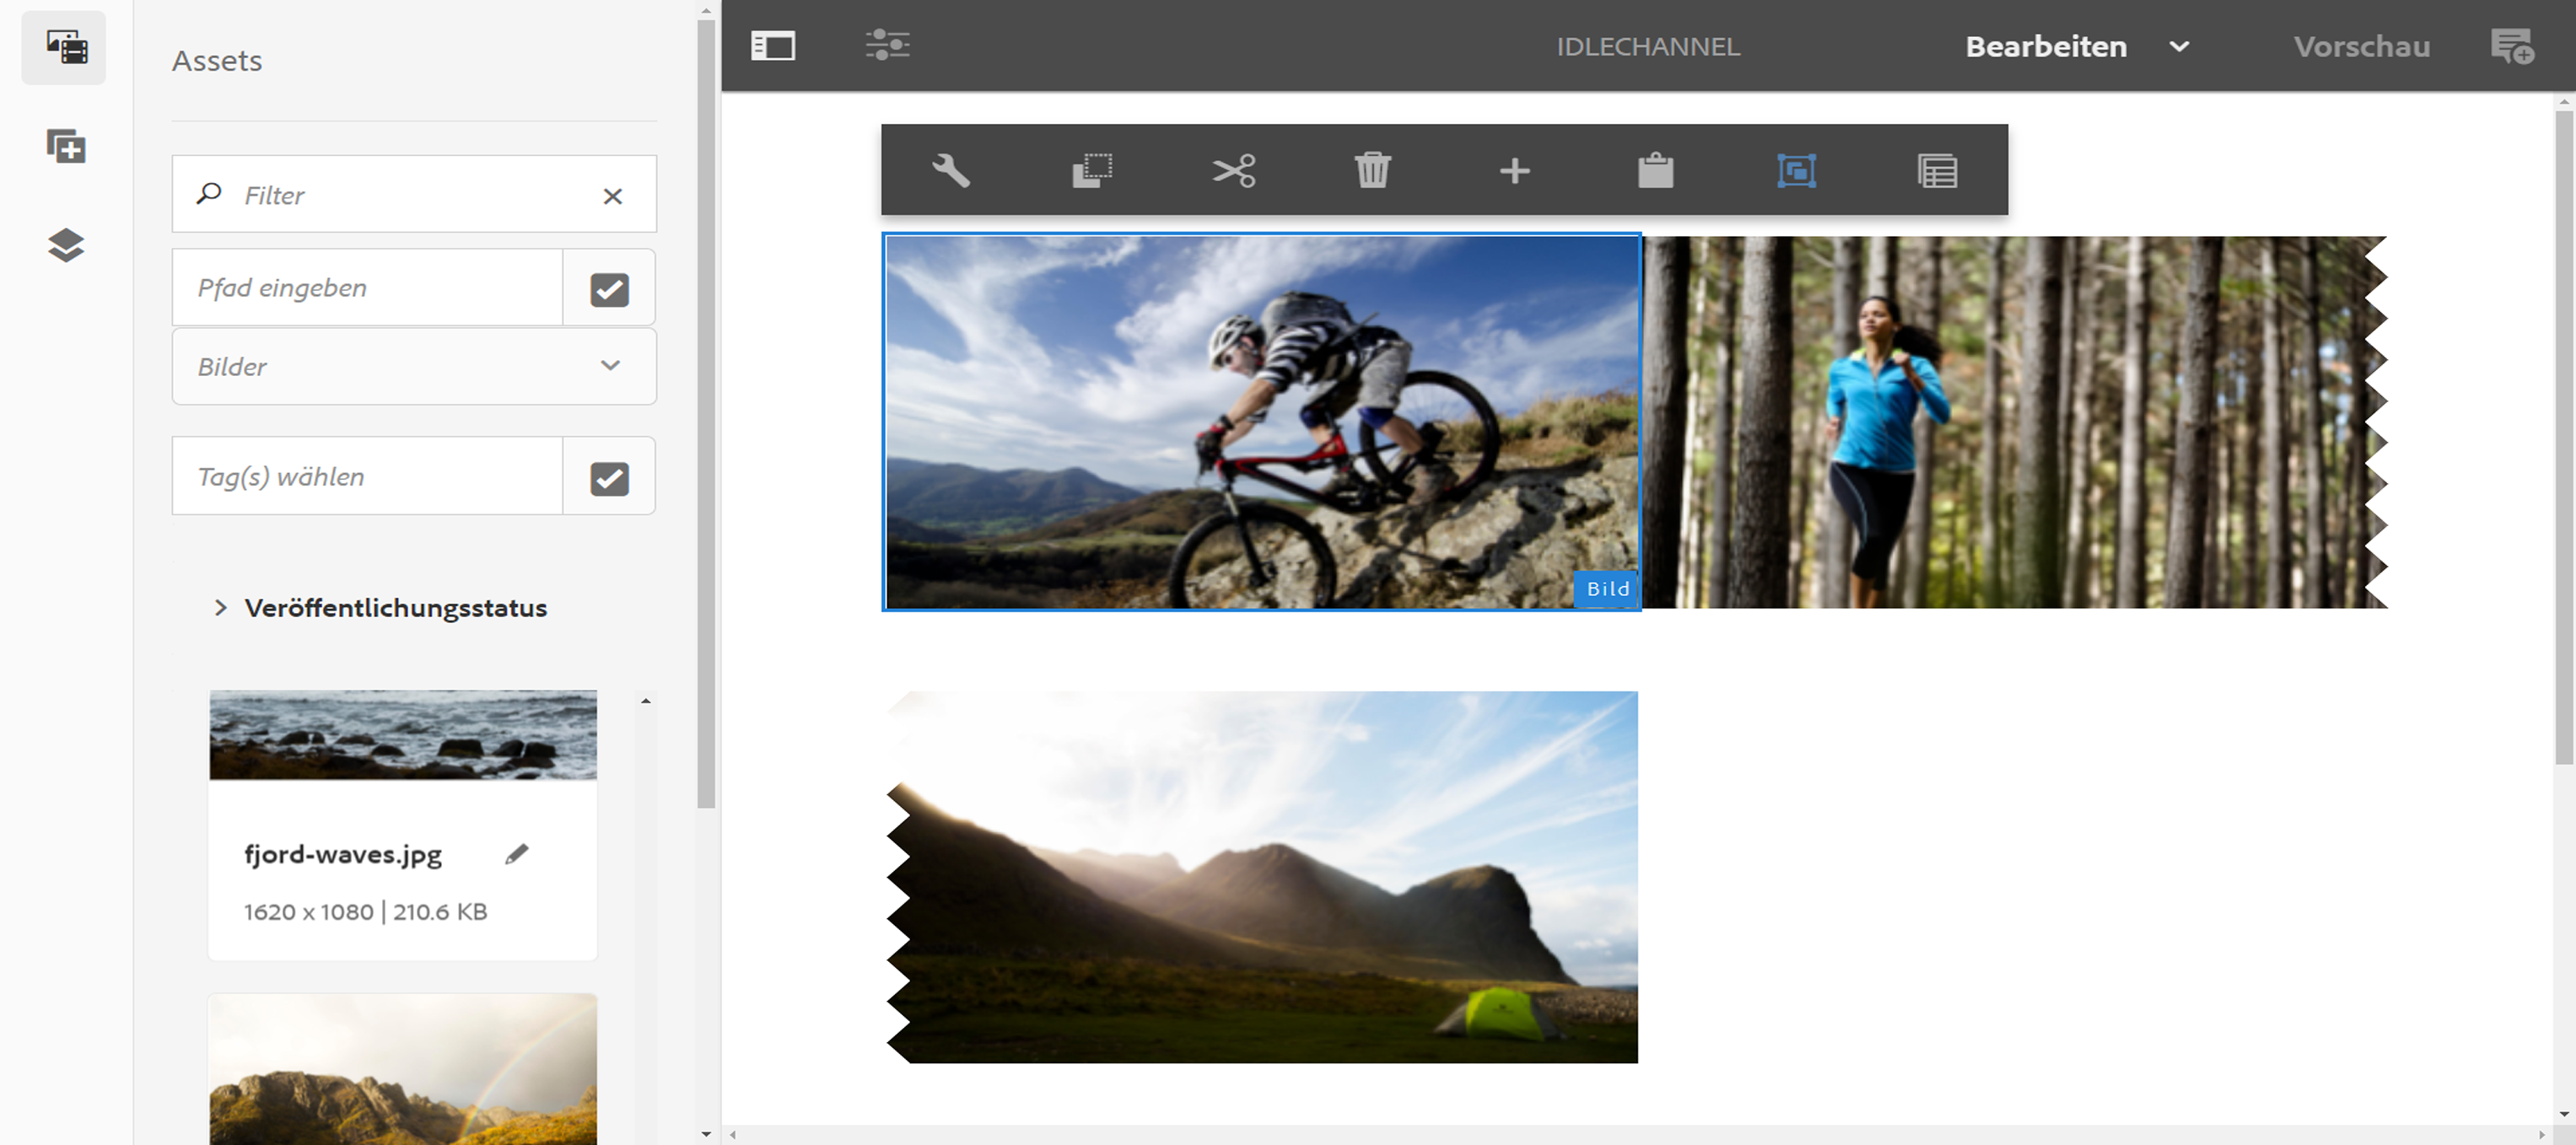 Assets
Filter
Pfad eingeben
Bilder
Tag(s) wählen
Veröffentlichungsstatus
fjord-waves.jpg
1620 x 1080 | 210.6 KB
IDLECHANNEL
Bearbeiten
Vorschau
Bild